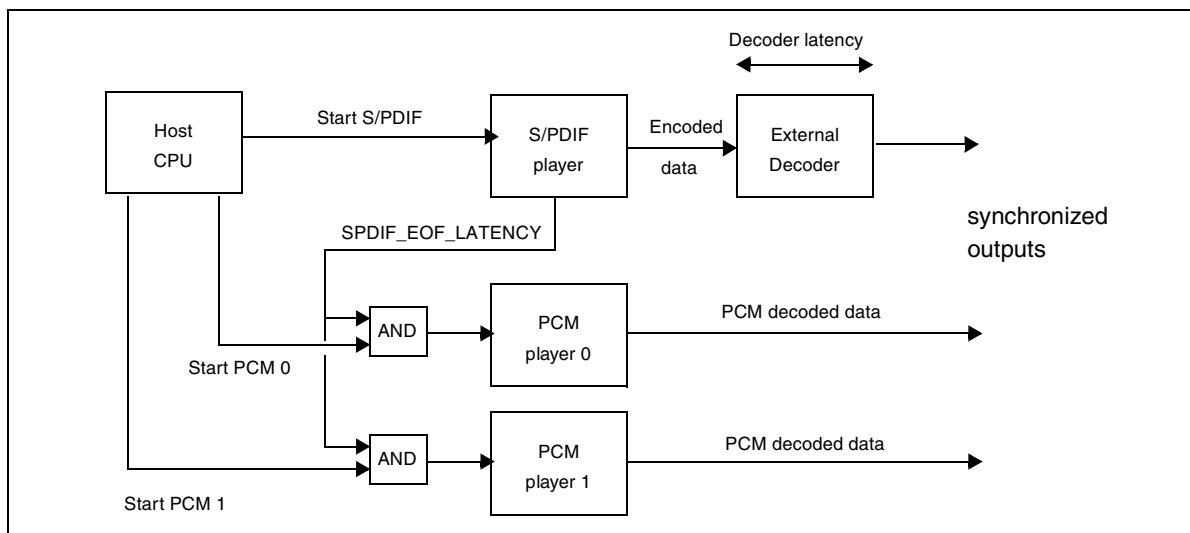 Decoder latency
Host
CPU
Start S/PDIF
S/PDIF
player
Encoded
data
External
Decoder
synchronized
outputs
SPDIF_EOF_LATENCY
AND
PCM
player 0
PCM decoded data
Start PCM 0
AND
PCM
player 1
PCM decoded data
Start PCM 1